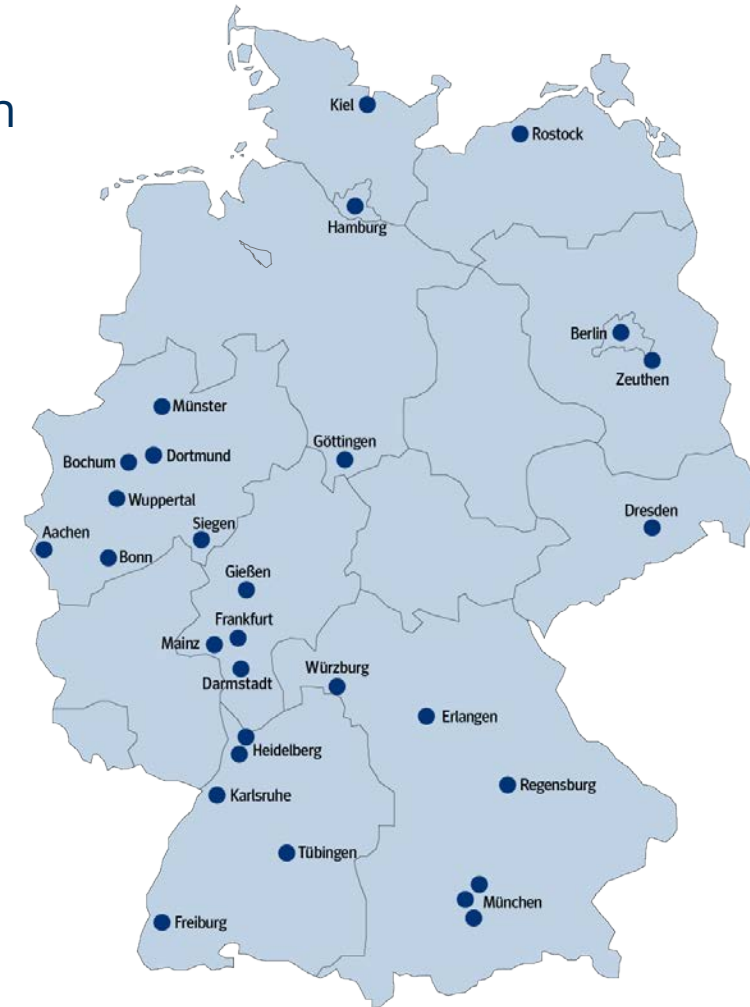 n
Kiel
Rostock
Hamburg
Berlin
Zeuthen
Münster
Göttingen
Bochum
Dortmund
Wuppertal
Dresden
Siegen
Aachen
Bonn
Gießen
Frankfurt
Mainz
Würzburg
Darmstadt
Erlangen
Heidelberg
Regensburg
Karlsruhe
Tübingen
München
Freiburg